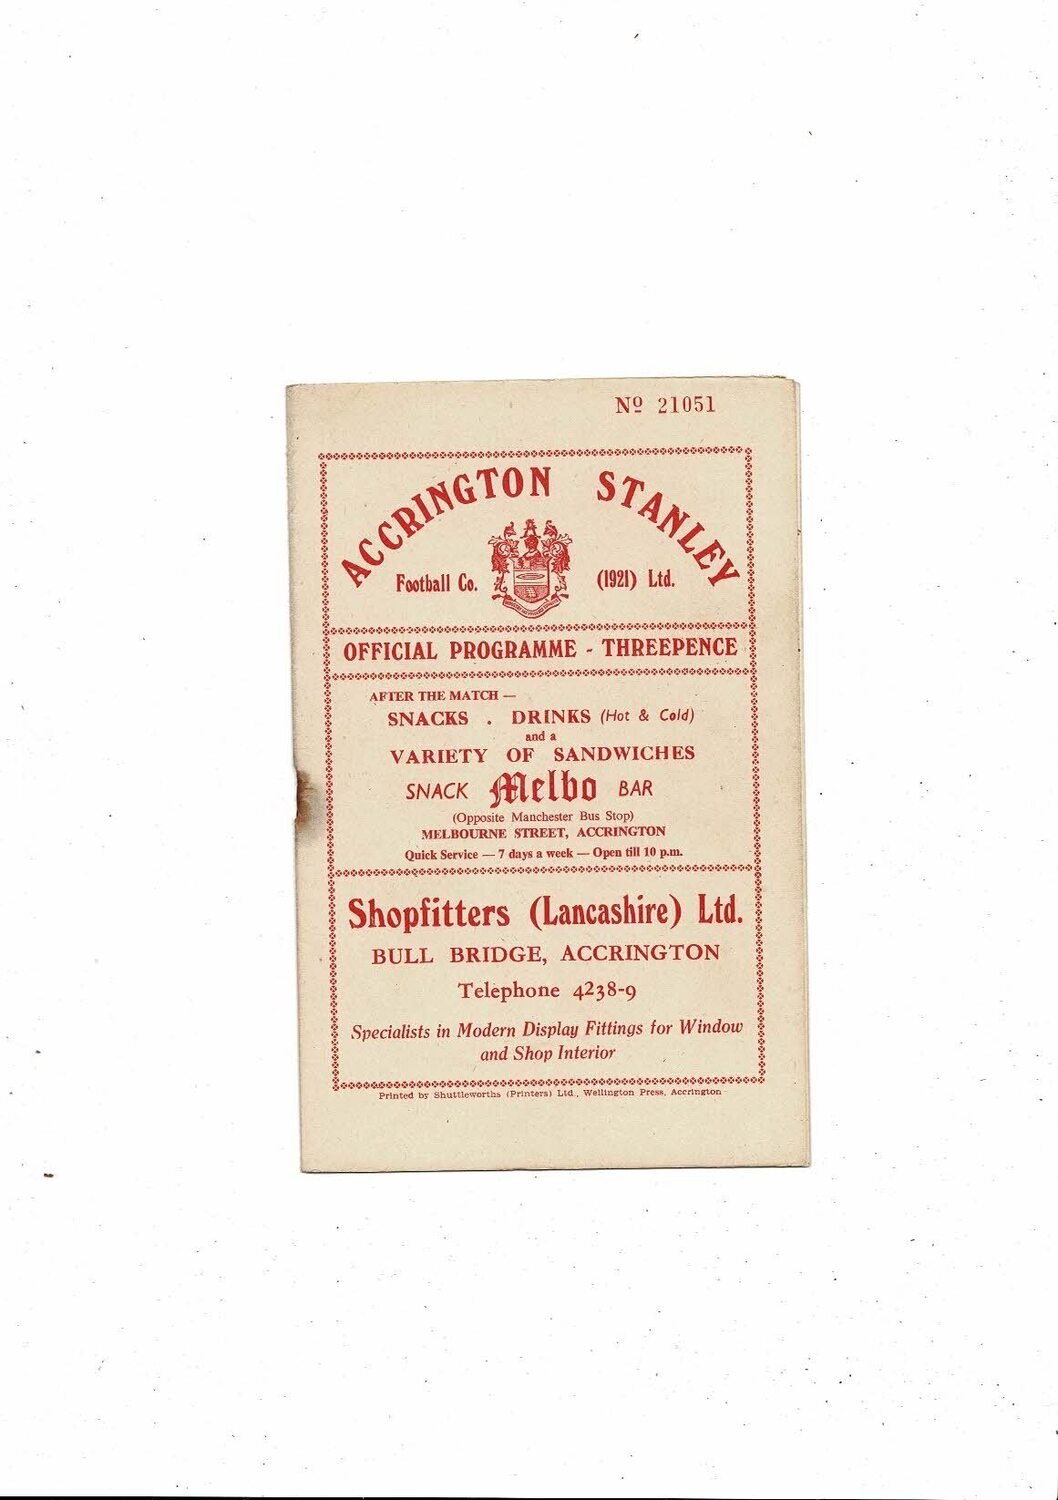 Nº 21051
ACCRINGTON STANLEY
Football Co. (1921) Ltd.
OFFICIAL PROGRAMME - THREEPENCE
AFTER THE MATCH —
SNACKS . DRINKS (Hot & Cold)
and a
VARIETY OF SANDWICHES
SNACK Melbo BAR
(Opposite Manchester Bus Stop)
MELBOURNE STREET, ACCRINGTON
Quick Service — 7 days a week — Open till 10 p.m.
Shopfitters (Lancashire) Ltd.
BULL BRIDGE, ACCRINGTON
Telephone 4238-9
Specialists in Modern Display Fittings for Window
and Shop Interior
Printed by Shuttleworths (Printers) Ltd., Wellington Press, Accrington